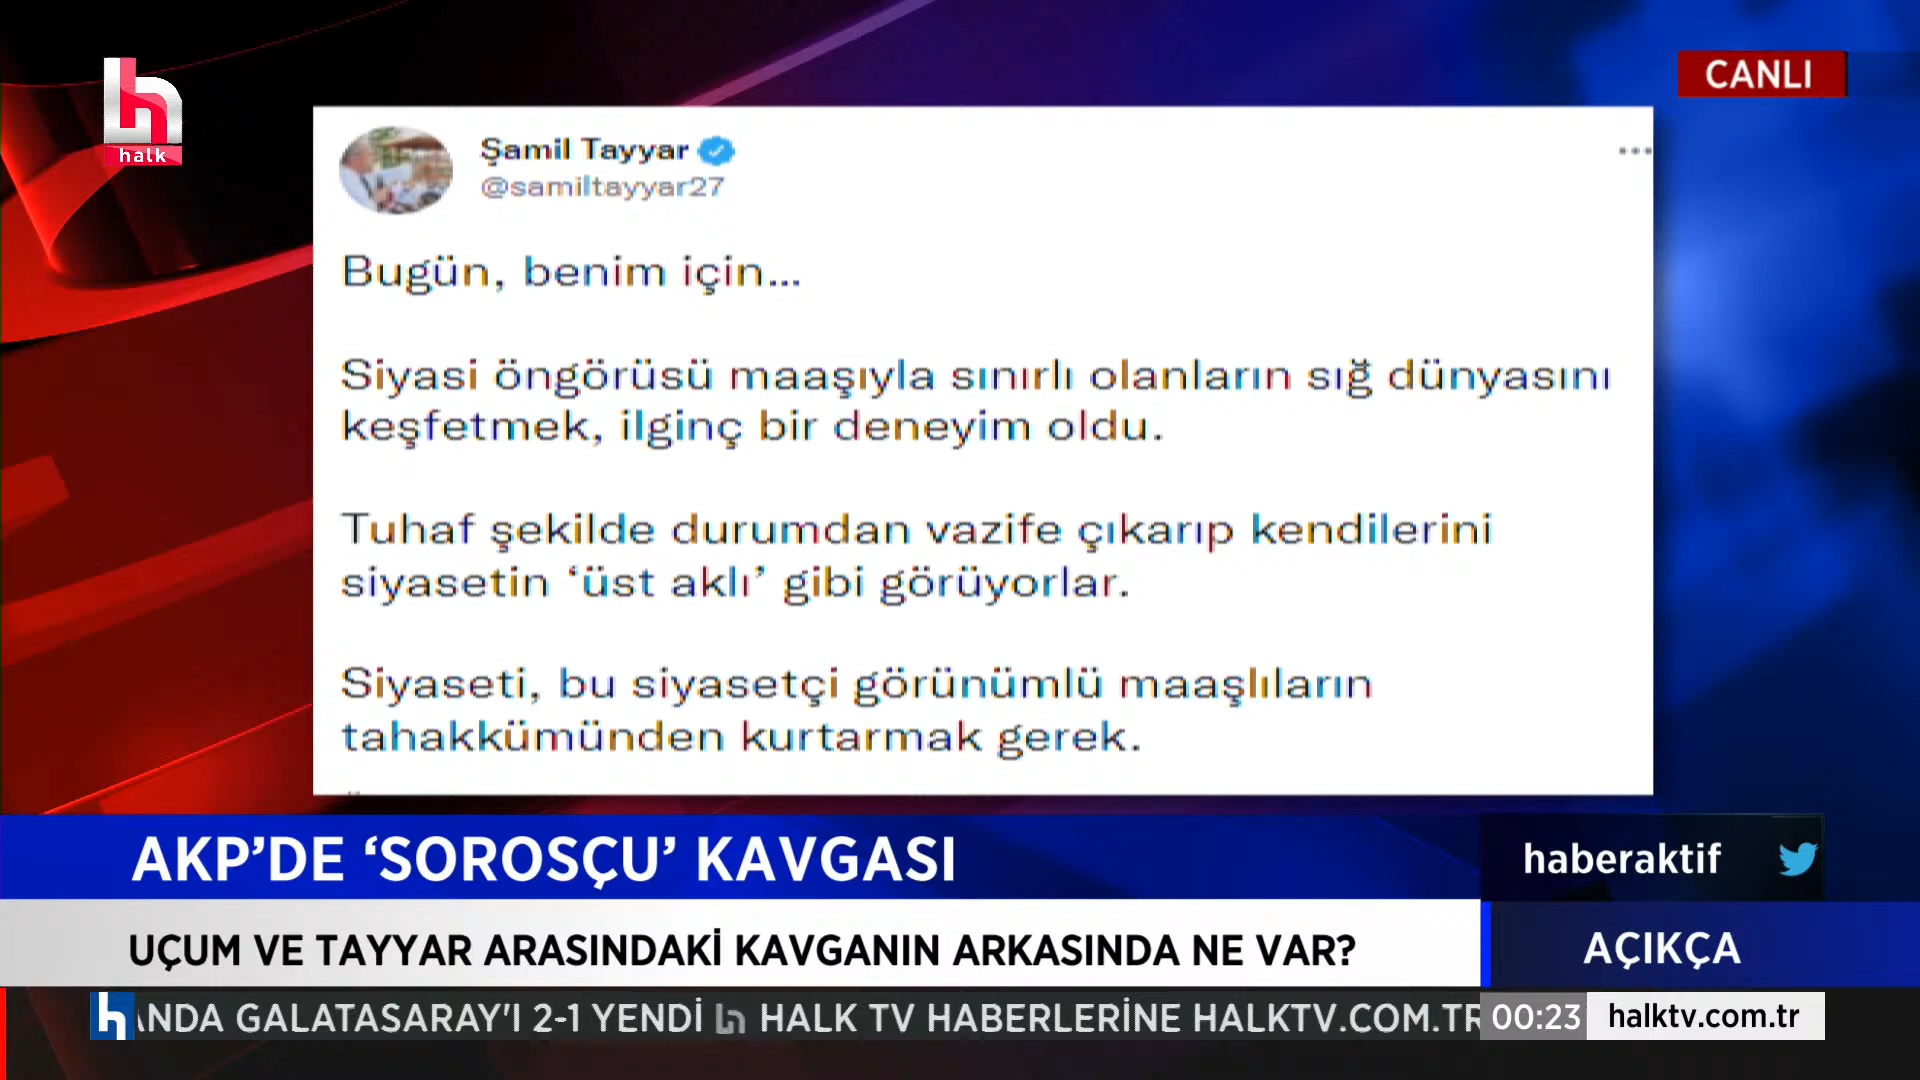 halk
CANLI
Şamil Tayyar
@samiltayyar27
Bugün, benim için...
Siyasi öngörüsü maaşıyla sınırlı olanların sığ dünyasını
keşfetmek, ilginç bir deneyim oldu.
Tuhaf şekilde durumdan vazife çıkarıp kendilerini
siyasetin ‘üst aklı’ gibi görüyorlar.
Siyaseti, bu siyasetçi görünümlü maaşlıların
tahakkümünden kurtarmak gerek.
AKP’DE ‘SOROSÇU’ KAVGASI
haberaktif
UÇUM VE TAYYAR ARASINDAKİ KAVGANIN ARKASINDA NE VAR?
AÇIKÇA
ANDA GALATASARAY'I 2-1 YENDİ HALK TV HABERLERİNE HALKTV.COM.TR
00:23
halktv.com.tr